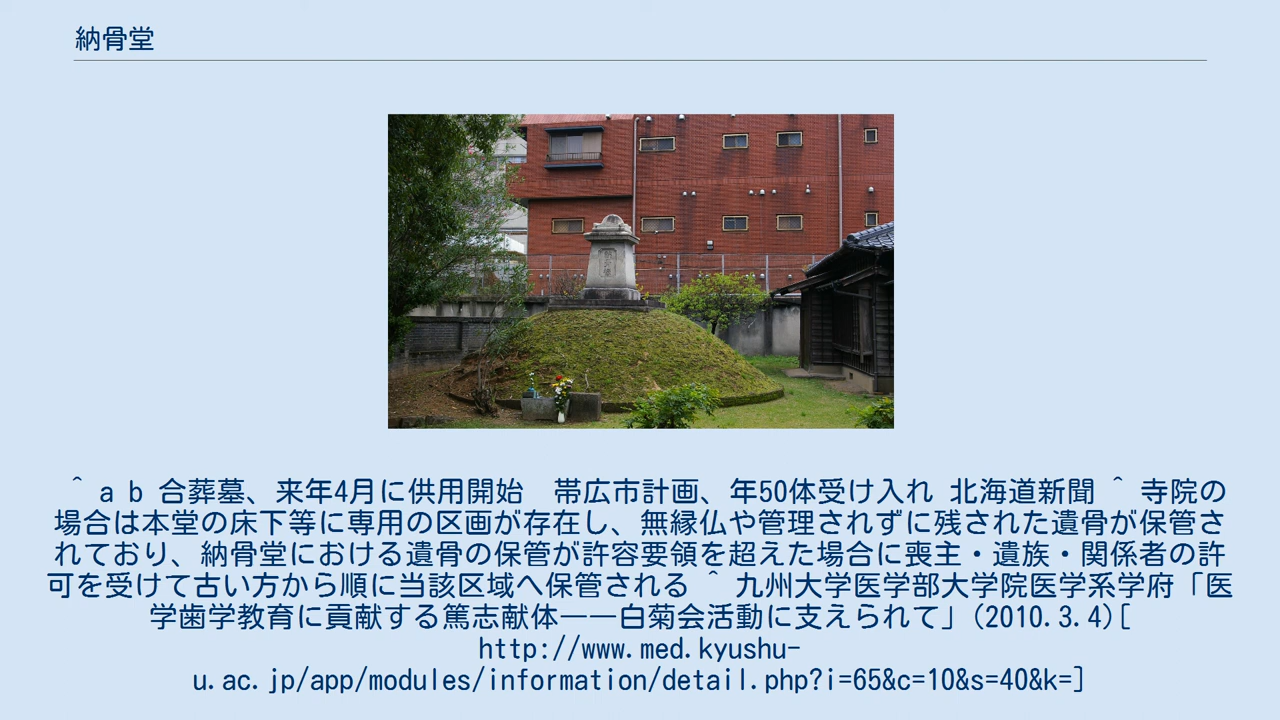 納骨堂
＾ a b 合葬墓、来年4月に供用開始　帯広市計画、年50体受け入れ 北海道新聞 ＾ 寺院の
場合は本堂の床下等に専用の区画が存在し、無縁仏や管理されずに残された遺骨が保管さ
れており、納骨堂における遺骨の保管が許容要領を超えた場合に喪主・遺族・関係者の許
可を受けて古い方から順に当該区域へ保管される ＾ 九州大学医学部大学院医学系学府「医
学歯学教育に貢献する篤志献体――白菊会活動に支えられて」(2010.3.4)[
http://www.med.kyushu-
u.ac.jp/app/modules/information/detail.php?i=65&c=10&s=40&k=]